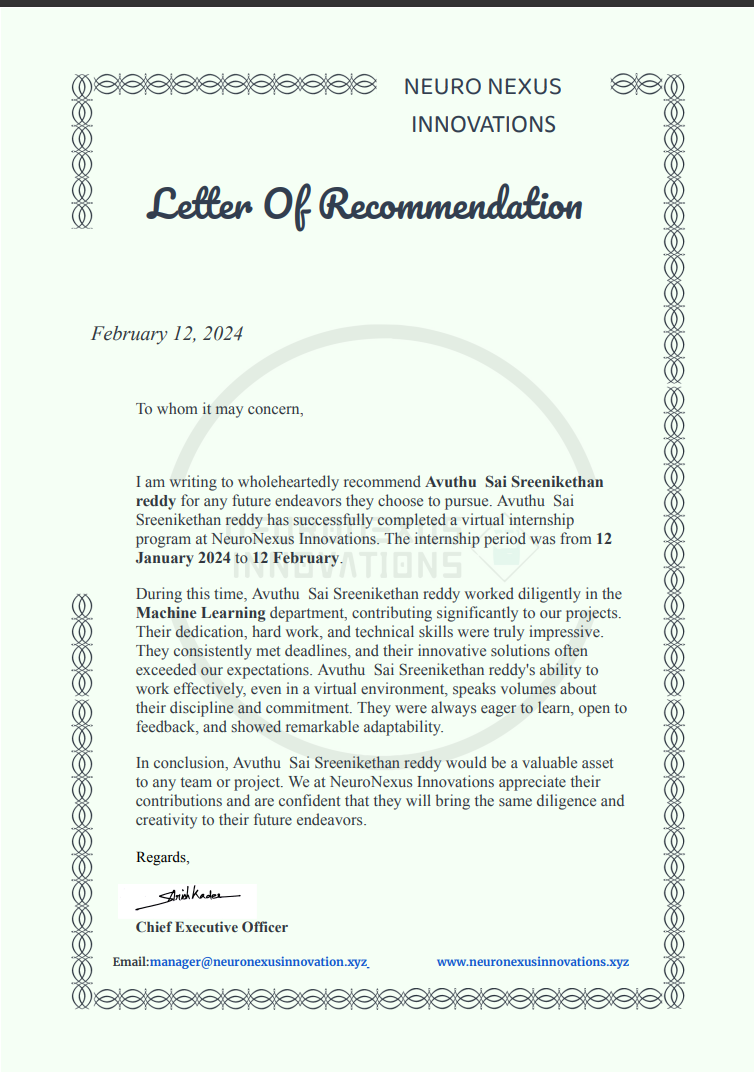 NEURO NEXUS
INNOVATIONS
Letter Of Recommendation
February 12, 2024
To whom it may concern,
I am writing to wholeheartedly recommend Avuthu  Sai Sreenikethan
reddy for any future endeavors they choose to pursue. Avuthu  Sai
Sreenikethan reddy has successfully completed a virtual internship
program at NeuroNexus Innovations. The internship period was from 12
January 2024 to 12 February.
INNOVATIONS
During this time, Avuthu  Sai Sreenikethan reddy worked diligently in the
Machine Learning department, contributing significantly to our projects.
Their dedication, hard work, and technical skills were truly impressive.
They consistently met deadlines, and their innovative solutions often
exceeded our expectations. Avuthu  Sai Sreenikethan reddy's ability to
work effectively, even in a virtual environment, speaks volumes about
their discipline and commitment. They were always eager to learn, open to
feedback, and showed remarkable adaptability.
In conclusion, Avuthu  Sai Sreenikethan reddy would be a valuable asset
to any team or project. We at NeuroNexus Innovations appreciate their
contributions and are confident that they will bring the same diligence and
creativity to their future endeavors.
Regards,
Chief Executive Officer
Email:manager@neuronexusinnovation.xyz
www.neuronexusinnovations.xyz